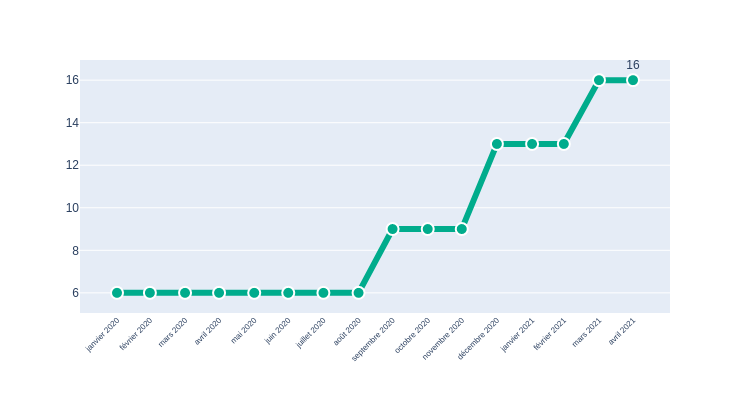 16
16
14
12
10
8
6
janvier 2020
février 2020
mars 2020
avril 2020
mai 2020
juin 2020
juillet 2020
août 2020
septembre 2020
octobre 2020
novembre 2020
décembre 2020
janvier 2021
février 2021
mars 2021
avril 2021